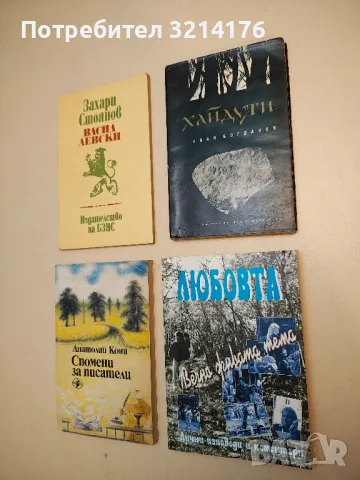 Потребител 3214176
Захари
Стоянов
ВАСИЛ
ЛЕВСКИ
Издателство
на БЗНС
ХАЙДУТИ
ИВАН БОГДАНОВ
Анатолий Кони
Спомени
за писатели
ЛЮБОВТА
Вечно живата тема
bazar